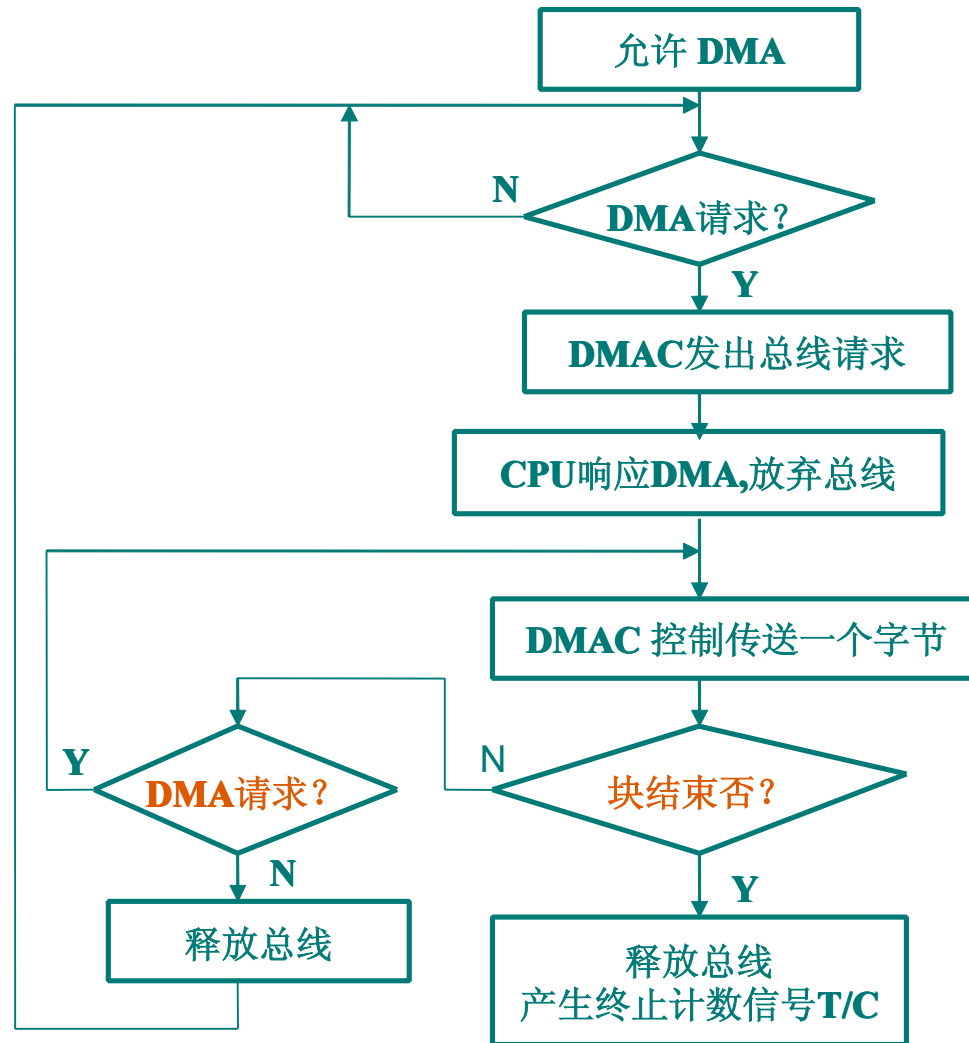 允许 DMA
N
DMA请求？
Y
DMAC发出总线请求
CPU响应DMA,放弃总线
DMAC 控制传送一个字节
Y
DMA请求？
N
块结束否？
N
Y
释放总线
释放总线
产生终止计数信号T/C